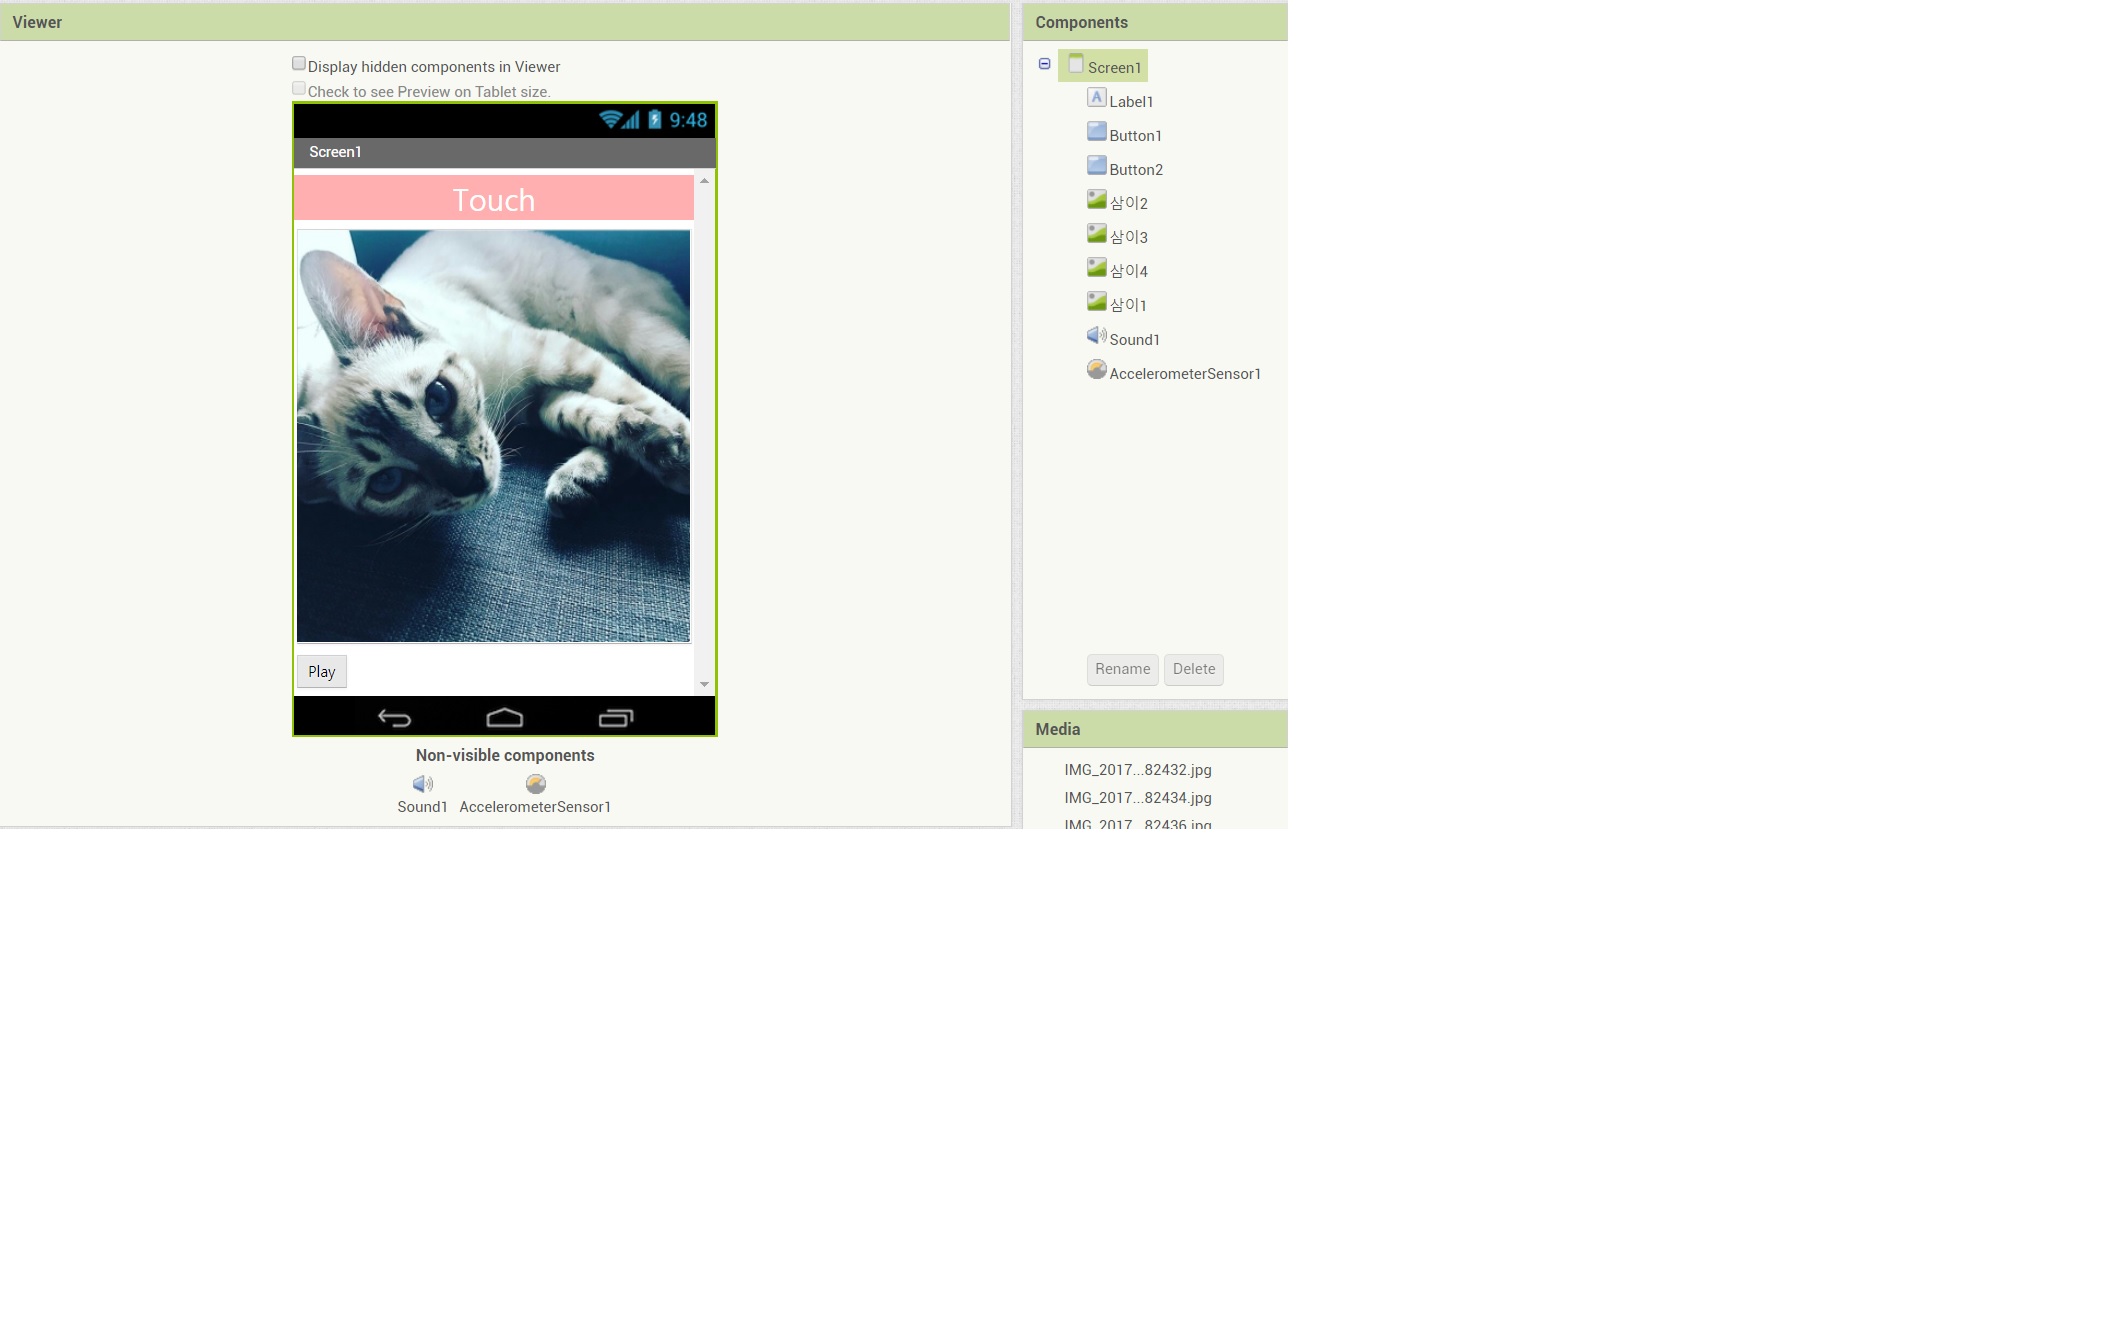 Viewer
Display hidden components in Viewer
Check to see Preview on Tablet size.
9:48
Screen1
Touch
Play
Non-visible components
Sound1 AccelerometerSensor1
Components
Screen1
Label1
Button1
Button2
삼이2
삼이3
삼이4
삼이1
Sound1
AccelerometerSensor1
Rename Delete
Media
IMG_2017...82432.jpg
IMG_2017...82434.jpg
IMG_2017...82436.jpg